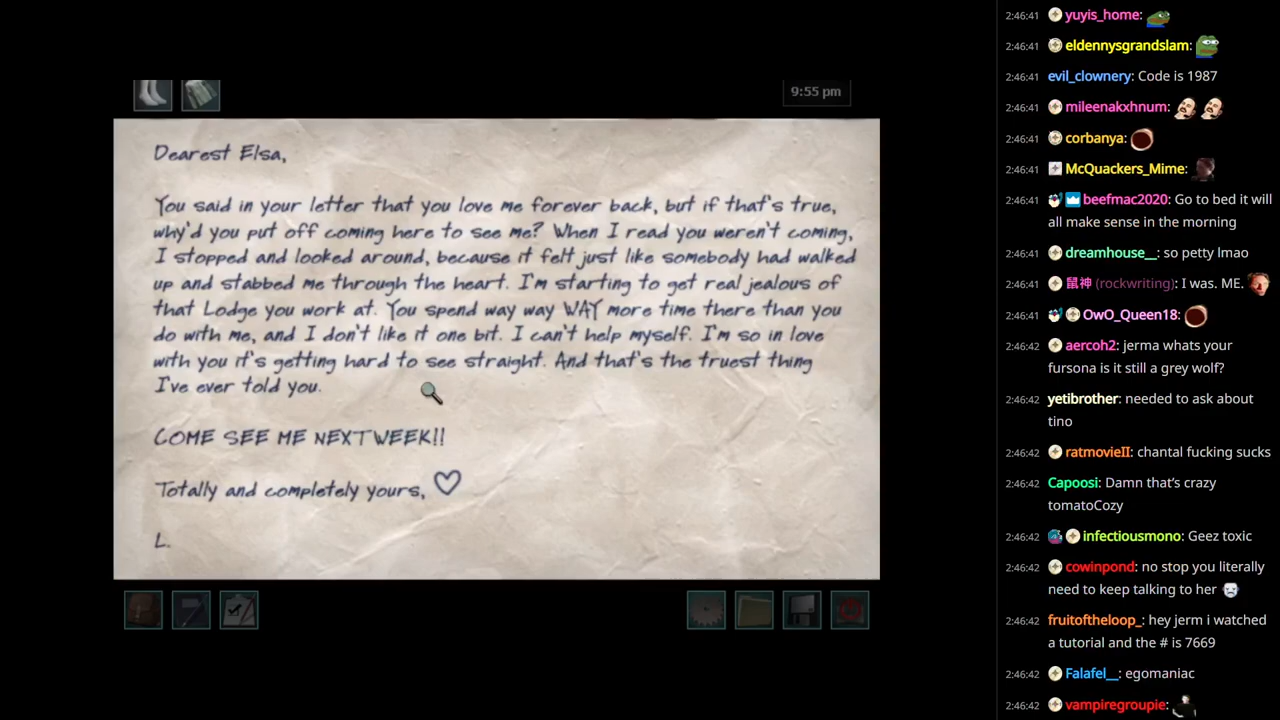 9:55 pm
Dearest Elsa,
You said in your letter that you love me forever back, but if that's true,
why'd you put off coming here to see me? When I read you weren't coming,
I stopped and looked around, because it felt just like somebody had walked
up and stabbed me through the heart. I'm starting to get real jealous of
that Lodge you work at. You spend way way WAY more time there than you
do with me, and I don't like it one bit. I can't help myself. I'm so in love
with you it's getting hard to see straight. And that's the truest thing
I've ever told you.
COME SEE ME NEXT WEEK!!
Totally and completely yours,
L.
2:46:41 yuyis_home:
2:46:41 eldennysgrandslam:
2:46:41 evil_clownery: Code is 1987
2:46:41 mileenakxhnum:
2:46:41 corbanya:
2:46:41 McQuackers_Mime:
2:46:41 beefmac2020: Go to bed it will
all make sense in the morning
2:46:41 dreamhouse__: so petty lmao
2:46:41 鼠神 (rockwriting): I was. ME.
2:46:41 OwO_Queen18:
2:46:42 aercoh2: jerma whats your
fursona is it still a grey wolf?
2:46:42 yetibrother: needed to ask about
tino
2:46:42 ratmovieII: chantal fucking sucks
2:46:42 Capoosi: Damn that's crazy
tomatoCozy
2:46:42 infectiousmono: Geez toxic
2:46:42 cowinpond: no stop you literally
need to keep talking to her
2:46:42 fruitoftheloop_: hey jerm i watched
a tutorial and the # is 7669
2:46:42 Falafel__: egomaniac
2:46:42 vampiregroupie: